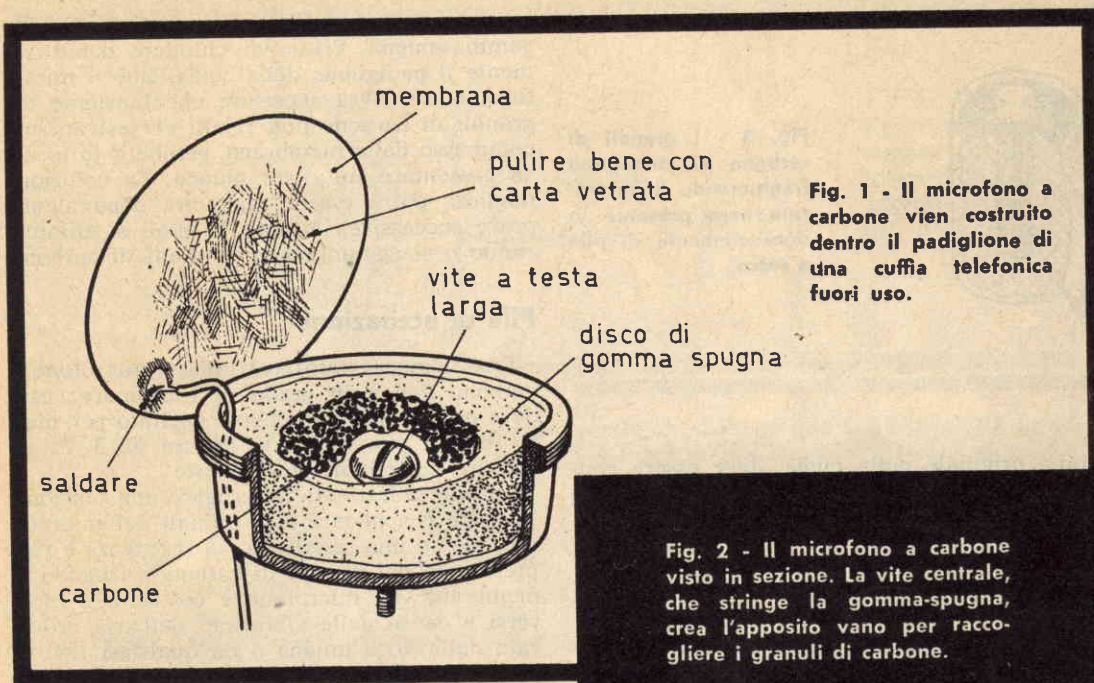 membrana
pulire bene con
carta vetrata
vite a testa
larga
disco di
gomma spugna
saldare
carbone
Fig. 1 - Il microfono a
carbone vien costruito
dentro il padiglione di
una cuffia telefonica
fuori uso.
Fig. 2 - Il microfono a carbone
visto in sezione. La vite centrale,
che stringe la gomma-spugna,
crea l'apposito vano per racco-
gliere i granuli di carbone.